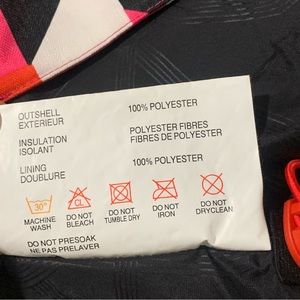 OUTSHELL 100% POLYESTER
EXTERIEUR
INSULATION POLYESTER FIBRES
ISOLANT FIBRES DE POLYESTER
LINING 100% POLYESTER
DOUBLURE
30° CL
MACHINE WASH DO NOT BLEACH DO NOT TUMBLE DRY DO NOT IRON DO NOT DRYCLEAN
DO NOT PRESOAK
NE PAS PRELAVER